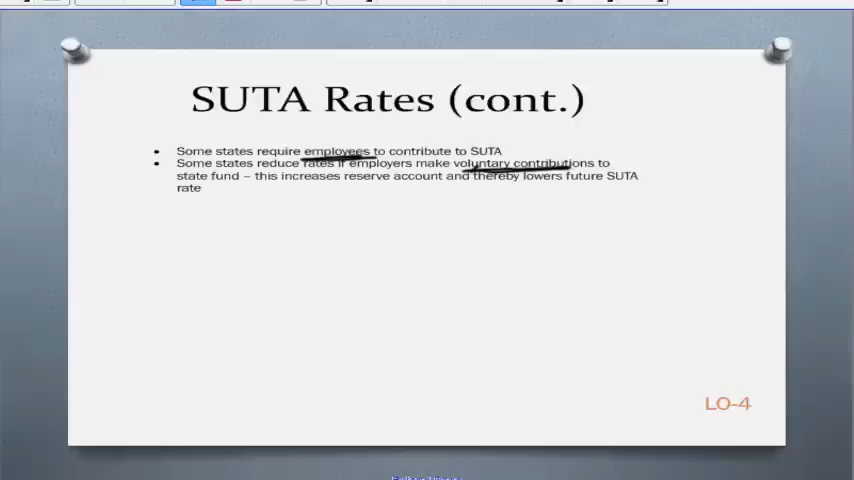 SUTA Rates (cont.)
• Some states require employees to contribute to SUTA
• Some states reduce rates if employers make voluntary contributions to
state fund – this increases reserve account and thereby lowers future SUTA
rate
LO-4